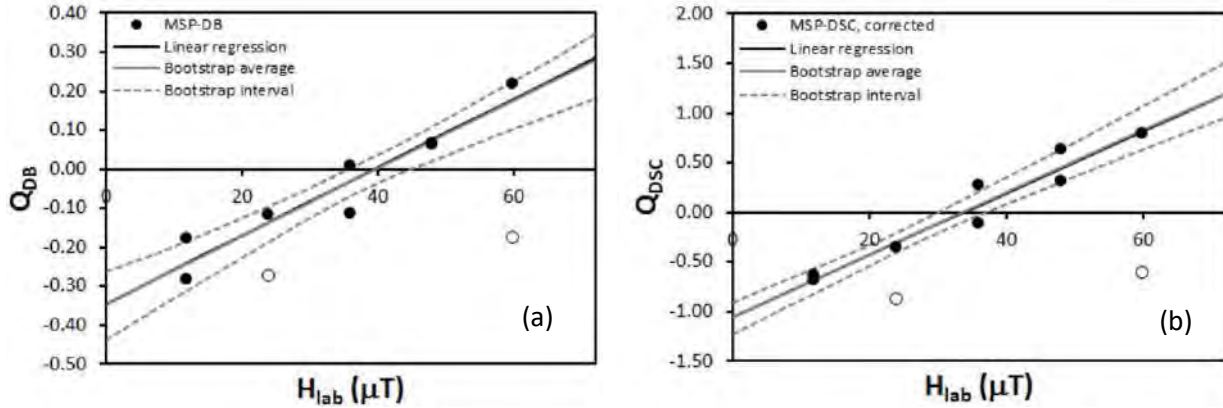 MSP-DB
Linear regression
Bootstrap average
Bootstrap interval
0.40
0.30
0.20
0.10
0.00
-0.10
-0.20
-0.30
-0.40
-0.50
0
20
40
60
Q_DB
H_lab (μT)
(a)
MSP-DSC, corrected
Linear regression
Bootstrap average
Bootstrap interval
2.00
1.50
1.00
0.50
0.00
-0.50
-1.00
-1.50
0
20
40
60
Q_DSC
H_lab (μT)
(b)